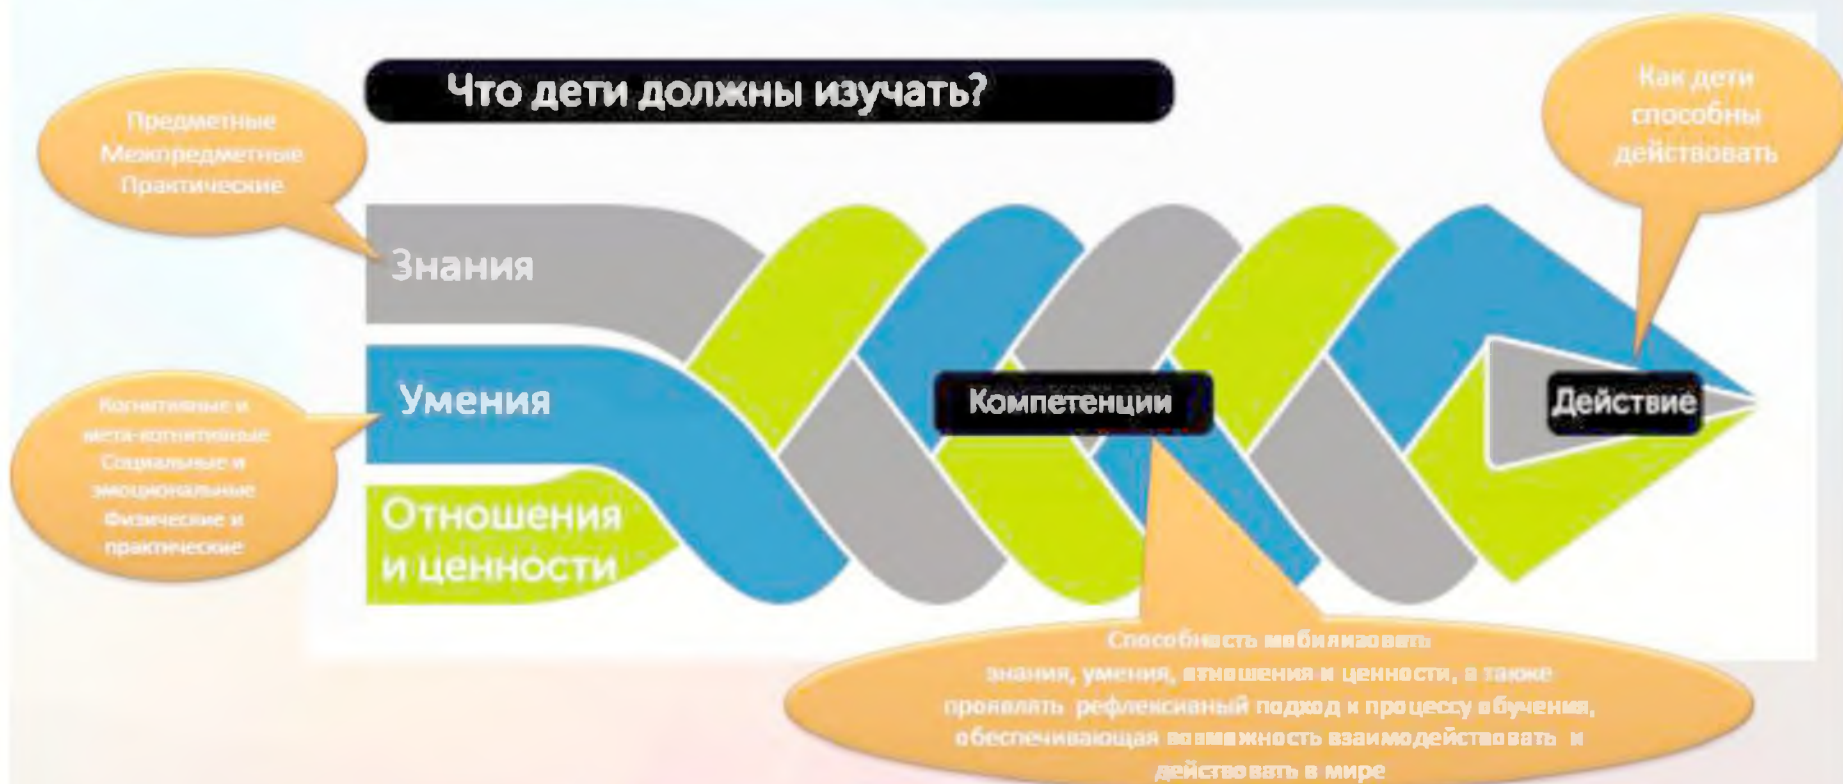 Что дети должны изучать?
Предметные
Межпредметные
Практические
Как дети
способны
действовать
Знания
Умения
Отношения
и ценности
Когнитивные и
мета-когнитивные
Социальные и
эмоциональные
Физические и
практические
Компетенции
Действие
Способность мобилизовать
знания, умения, отношения и ценности, а также
проявлять рефлексивный подход к процессу обучения,
обеспечивающая возможность взаимодействовать и
действовать в мире